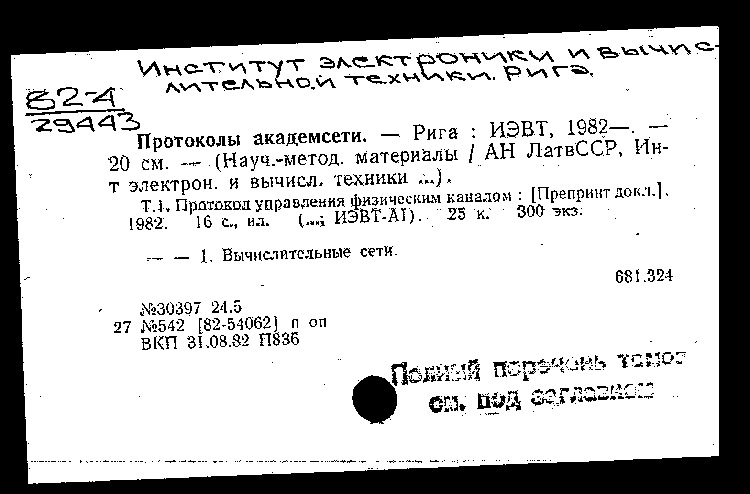 Институт электроники и вычис-
лительной техники. Рига.
82-4
29443
Протоколы академсети. — Рига : ИЭВТ, 1982—. —
20 см. — (Науч.-метод. материалы / АН ЛатвССР, Ин-
т электрон. и вычисл. техники ...).
Т.1. Протокол управления физическим каналом : [Препринт докл.].
1982. 16 с., ил. (...; ИЭВТ-А1). 25 к. 300 экз.
— — 1. Вычислительные сети.
681.324
№30397 24.5
27 №542 [82-54062] п оп
ВКП 31.08.82 П836
Полный перечень томов
см. под заглавием